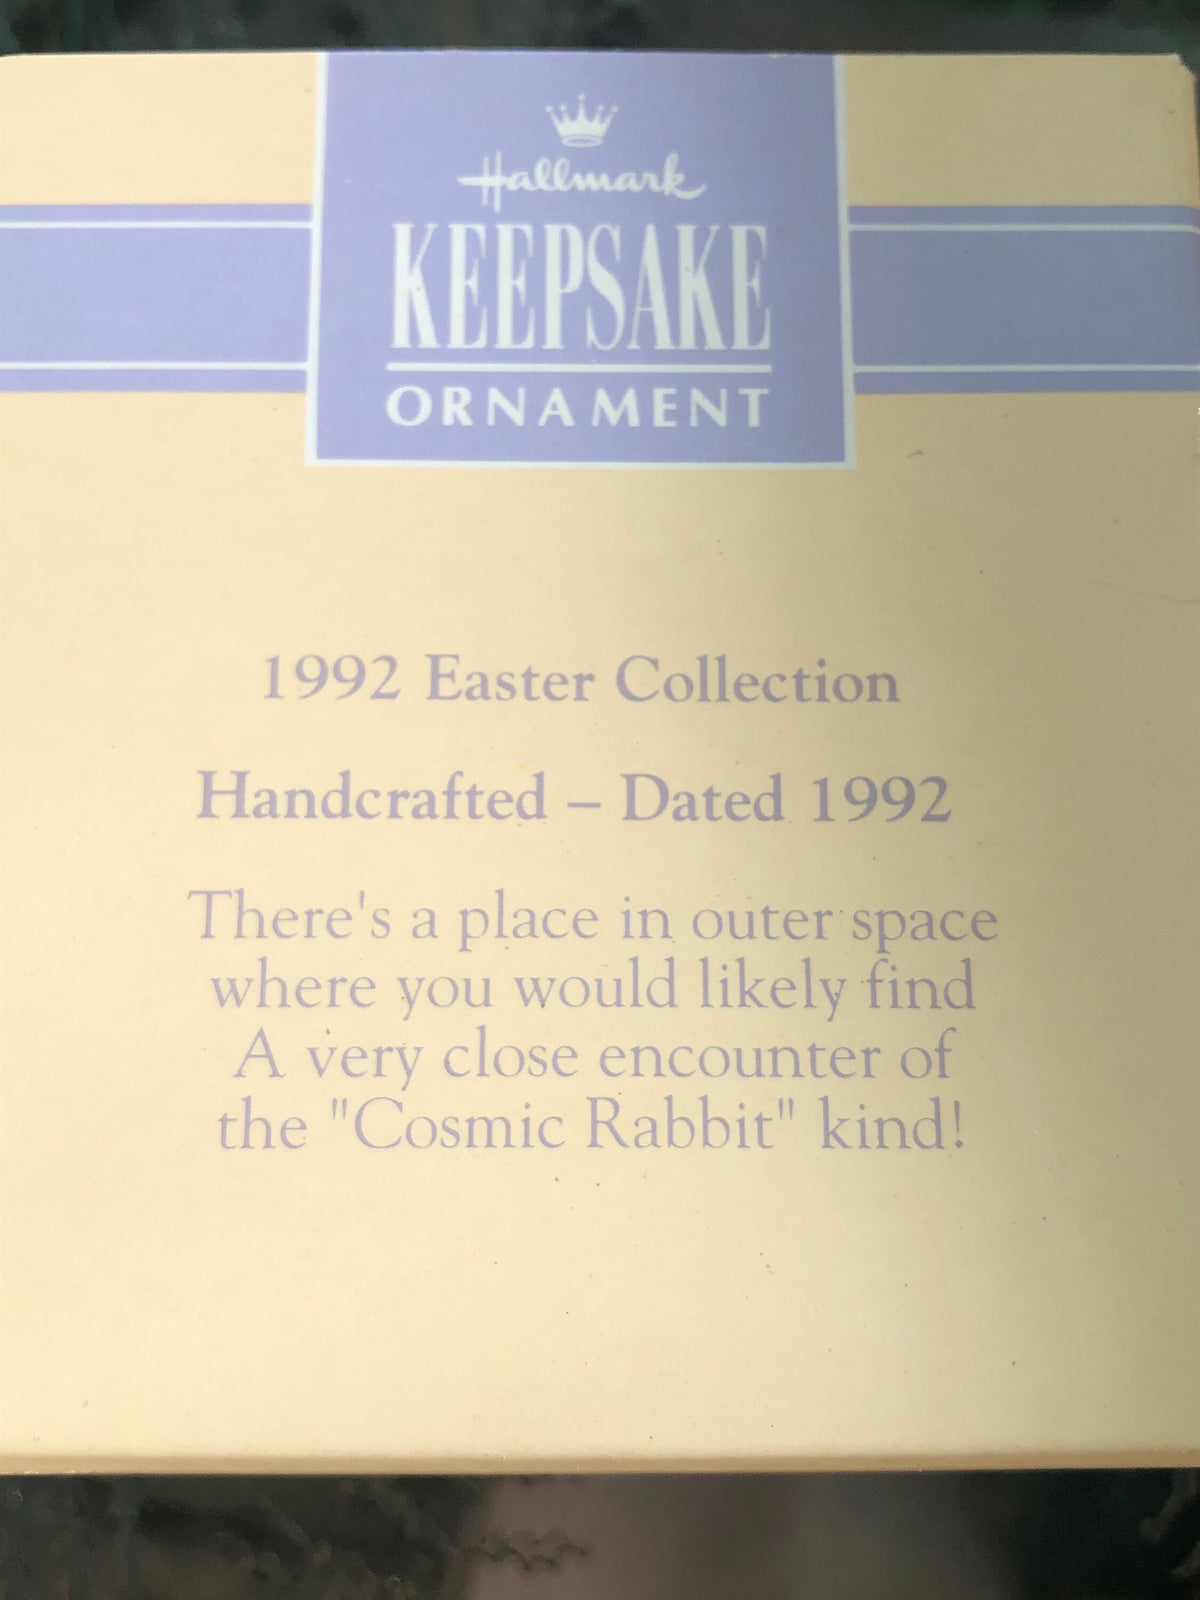 Hallmark
KEEPSAKE
ORNAMENT
1992 Easter Collection
Handcrafted – Dated 1992
There's a place in outer space
where you would likely find
A very close encounter of
the "Cosmic Rabbit" kind!